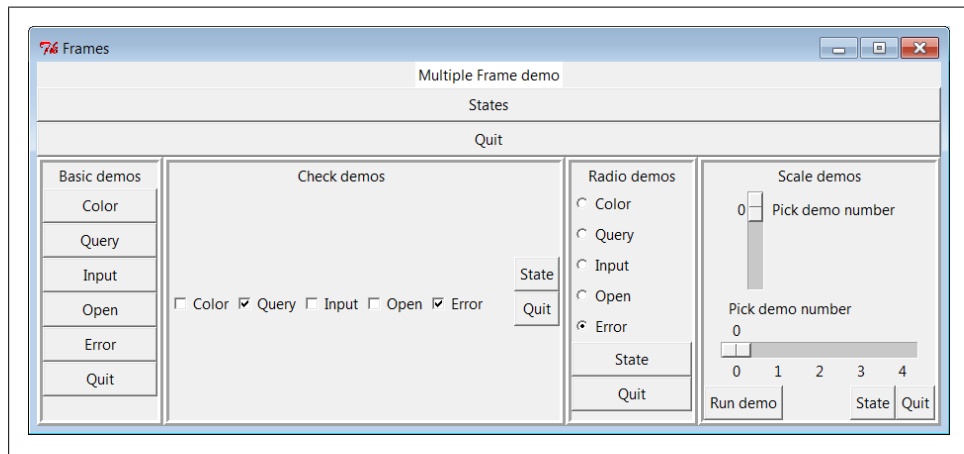 Frames
Multiple Frame demo
States
Quit
Basic demos
Color
Query
Input
Open
Error
Quit
Check demos
Color Query Input Open Error
State
Quit
Radio demos
Color
Query
Input
Open
Error
State
Quit
Scale demos
0 Pick demo number
Pick demo number
0
0 1 2 3 4
Run demo State Quit